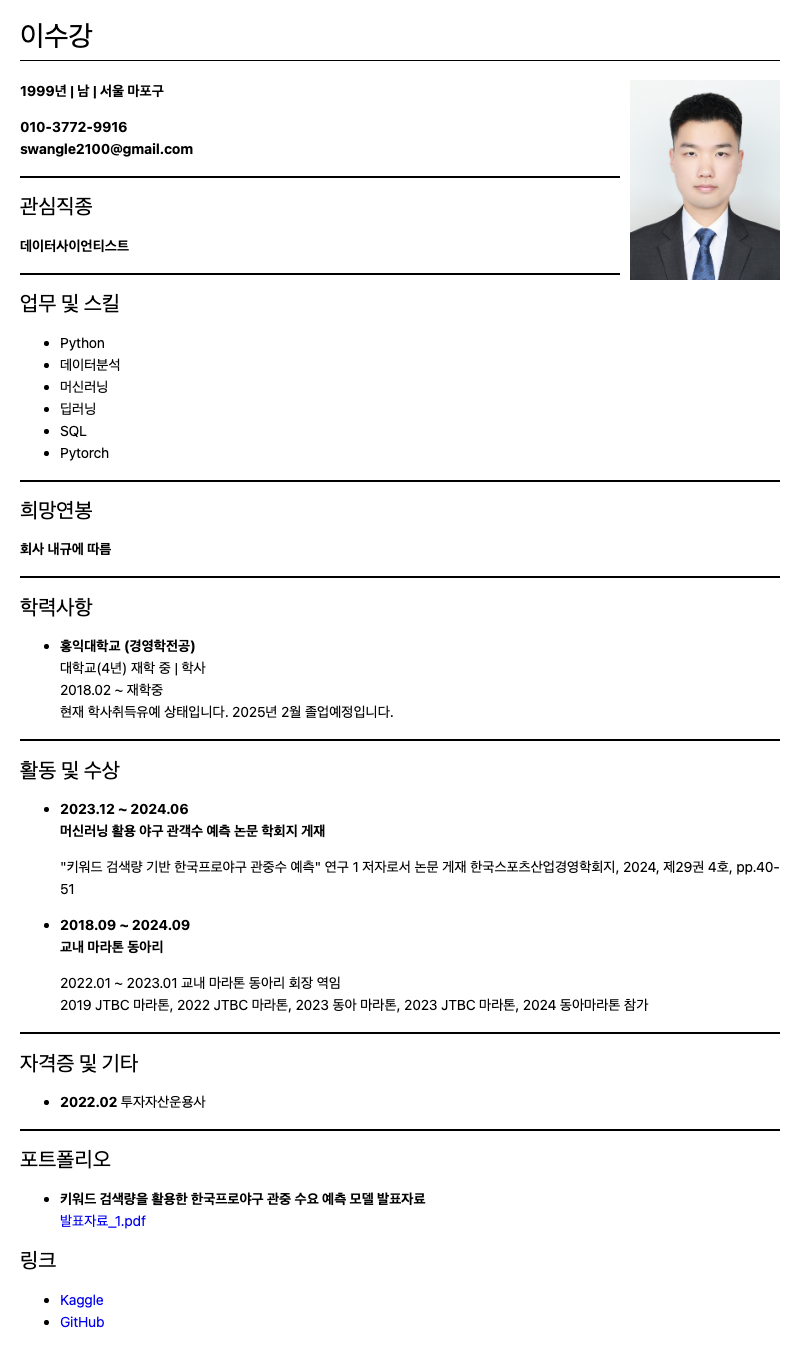 이수강
1999년 | 남 | 서울 마포구
010-3772-9916
swangle2100@gmail.com
관심직종
데이터사이언티스트
업무 및 스킬
Python
데이터분석
머신러닝
딥러닝
SQL
Pytorch
희망연봉
회사 내규에 따름
학력사항
홍익대학교 (경영학전공)
대학교(4년) 재학 중 | 학사
2018.02 ~ 재학중
현재 학사취득유예 상태입니다. 2025년 2월 졸업예정입니다.
활동 및 수상
2023.12 ~ 2024.06
머신러닝 활용 야구 관객수 예측 논문 학회지 게재
"키워드 검색량 기반 한국프로야구 관중수 예측" 연구 1 저자로서 논문 게재 한국스포츠산업경영학회지, 2024, 제29권 4호, pp.40-
51
2018.09 ~ 2024.09
교내 마라톤 동아리
2022.01 ~ 2023.01 교내 마라톤 동아리 회장 역임
2019 JTBC 마라톤, 2022 JTBC 마라톤, 2023 동아 마라톤, 2023 JTBC 마라톤, 2024 동아마라톤 참가
자격증 및 기타
2022.02 투자자산운용사
포트폴리오
키워드 검색량을 활용한 한국프로야구 관중 수요 예측 모델 발표자료
발표자료_1.pdf
링크
Kaggle
GitHub